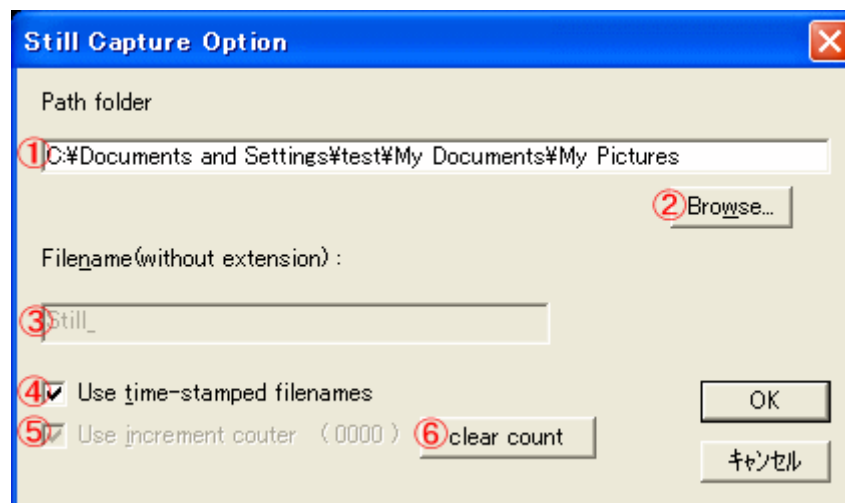 Still Capture Option
Path folder
①C:¥Documents and Settings¥test¥My Documents¥My Pictures
②Browse...
Filename(without extension) :
③Still_
④Use time-stamped filenames
OK
⑤Use increment couter (0000) ⑥clear count
キャンセル